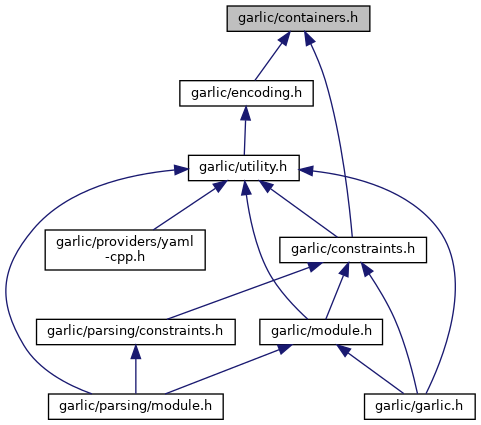 garlic/containers.h
garlic/encoding.h
garlic/utility.h
garlic/providers/yaml
-cpp.h
garlic/constraints.h
garlic/parsing/constraints.h
garlic/module.h
garlic/parsing/module.h
garlic/garlic.h